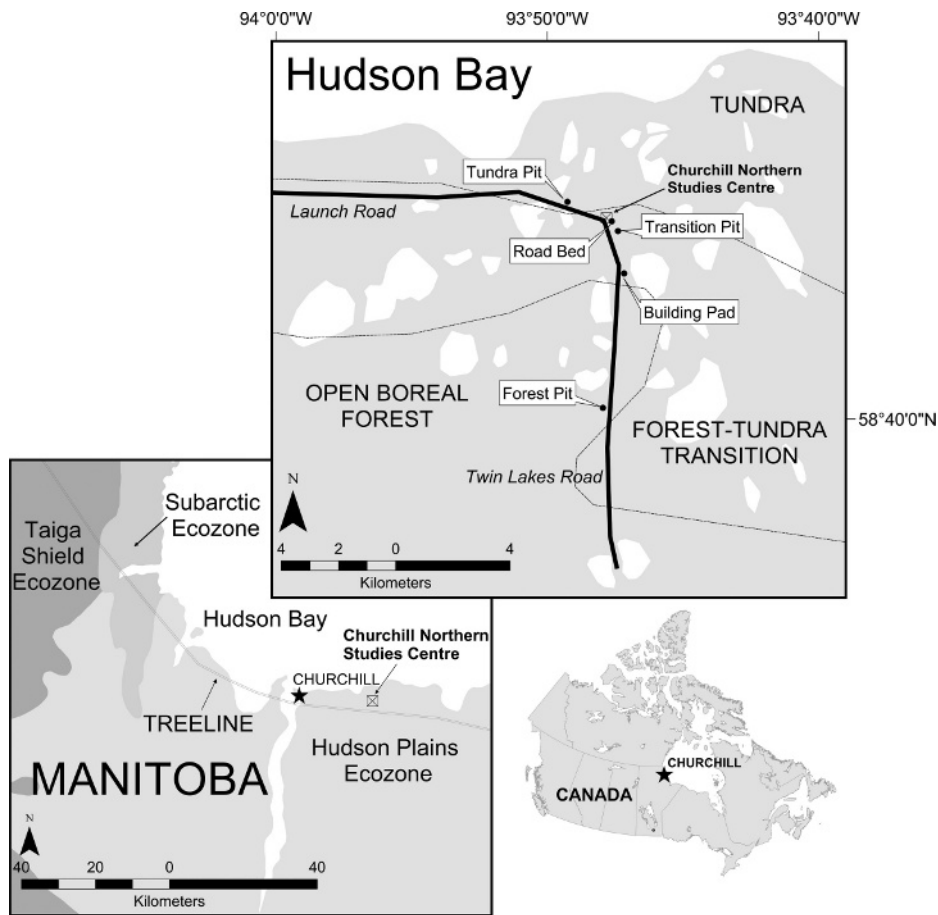 94°0'0"W 93°50'0"W 93°40'0"W
Hudson Bay
TUNDRA
Tundra Pit
Churchill Northern
Studies Centre
Launch Road
Road Bed
Transition Pit
Building Pad
Forest Pit
OPEN BOREAL
FOREST
58°40'0"N
FOREST-TUNDRA
TRANSITION
Twin Lakes Road
N
4 2 0 4
Kilometers
Subarctic
Ecozone
Taiga
Shield
Ecozone
Hudson Bay
Churchill Northern
Studies Centre
CHURCHILL
TREELINE
Hudson Plains
Ecozone
MANITOBA
N
40 20 0 40
Kilometers
CHURCHILL
CANADA